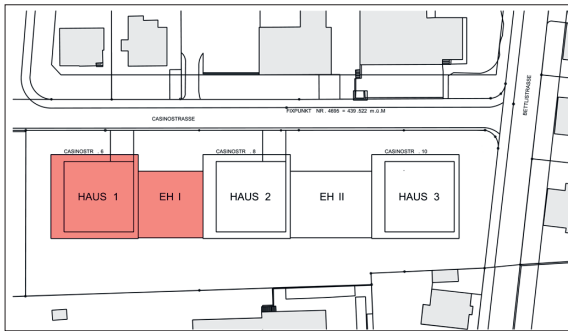 FIXPUNKT NR. 4695 = 439.522 m.ü.M
CASINOSTRASSE
BETTLISTRASSE
CASINOSTR . 6
CASINOSTR . 8
CASINOSTR . 10
HAUS 1
EH I
HAUS 2
EH II
HAUS 3